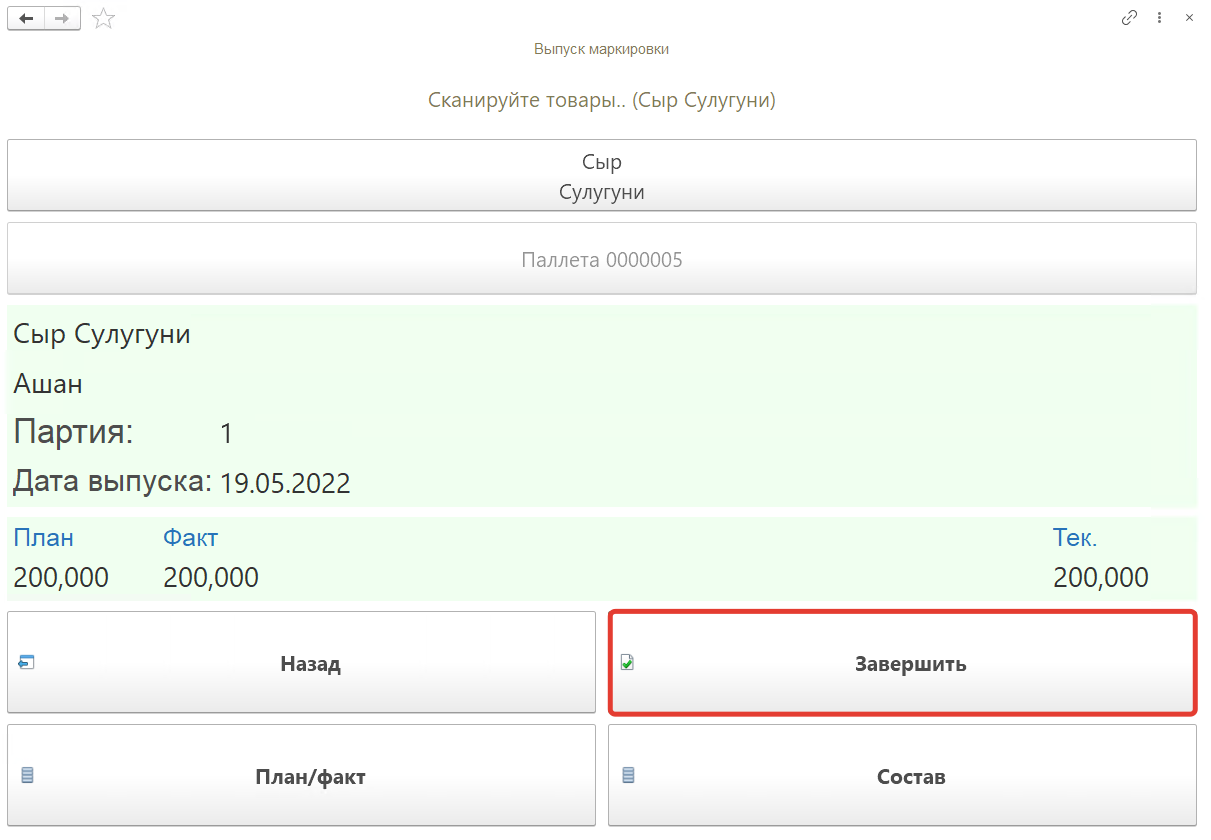 Выпуск маркировки
Сканируйте товары.. (Сыр Сулугуни)
Сыр
Сулугуни
Паллета 0000005
Сыр Сулугуни
Ашан
Партия: 1
Дата выпуска: 19.05.2022
План Факт Тек.
200,000 200,000 200,000
Назад Завершить
План/факт Состав